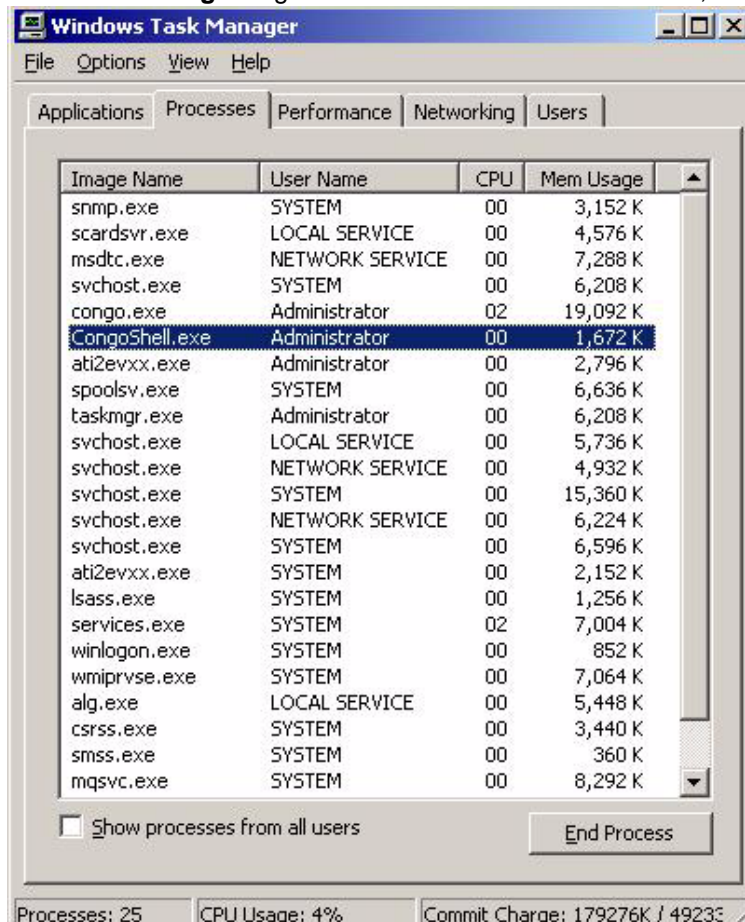 Windows Task Manager
File Options View Help
Applications Processes Performance Networking Users
Image Name User Name CPU Mem Usage
snmp.exe SYSTEM 00 3,152 K
scardsvr.exe LOCAL SERVICE 00 4,576 K
msdtc.exe NETWORK SERVICE 00 7,288 K
svchost.exe SYSTEM 00 6,208 K
congo.exe Administrator 02 19,092 K
CongoShell.exe Administrator 00 1,672 K
ati2evxx.exe Administrator 00 2,796 K
spoolsv.exe SYSTEM 00 6,636 K
taskmgr.exe Administrator 00 6,208 K
svchost.exe LOCAL SERVICE 00 5,736 K
svchost.exe NETWORK SERVICE 00 4,932 K
svchost.exe SYSTEM 00 15,360 K
svchost.exe NETWORK SERVICE 00 6,224 K
svchost.exe SYSTEM 00 6,596 K
ati2evxx.exe SYSTEM 00 2,152 K
lsass.exe SYSTEM 00 1,256 K
services.exe SYSTEM 02 7,004 K
winlogon.exe SYSTEM 00 852 K
wmiprvse.exe SYSTEM 00 7,064 K
alg.exe LOCAL SERVICE 00 5,448 K
csrss.exe SYSTEM 00 3,440 K
smss.exe SYSTEM 00 360 K
mqsvc.exe SYSTEM 00 8,292 K
Show processes from all users End Process
Processes: 25 CPU Usage: 4% Commit Charge: 179276K /